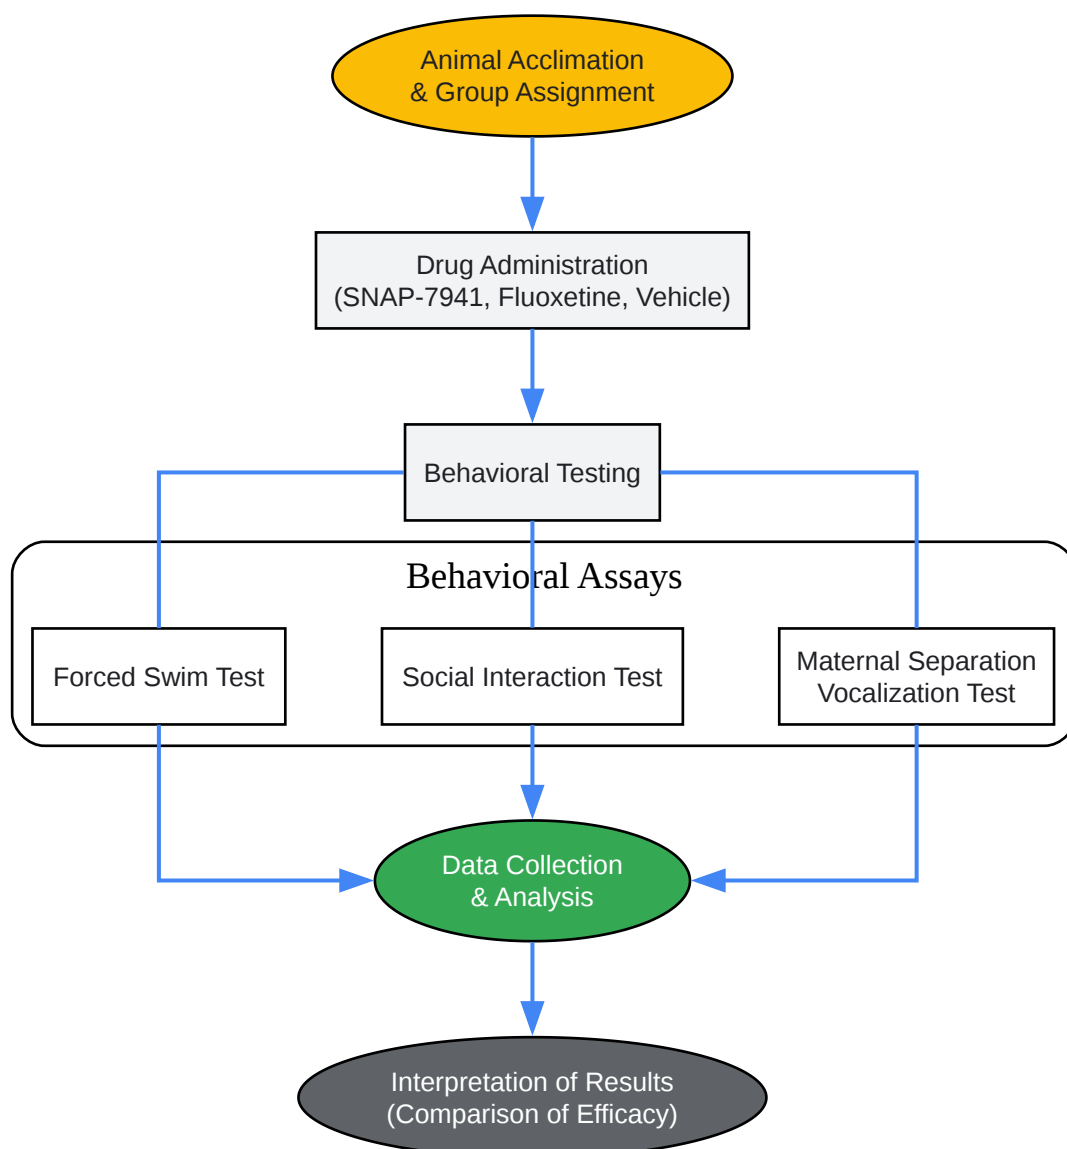 Animal Acclimation
& Group Assignment
Drug Administration
(SNAP-7941, Fluoxetine, Vehicle)
Behavioral Testing
Behavioral Assays
Forced Swim Test
Social Interaction Test
Maternal Separation
Vocalization Test
Data Collection
& Analysis
Interpretation of Results
(Comparison of Efficacy)